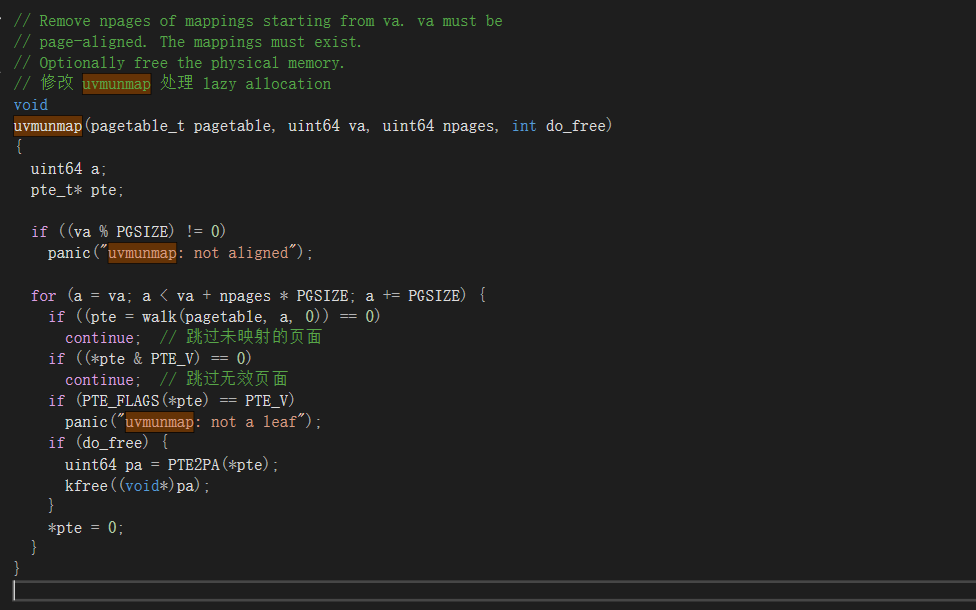 // Remove npages of mappings starting from va. va must be
// page-aligned. The mappings must exist.
// Optionally free the physical memory.
// 修改 uvmunmap 处理 lazy allocation
void
uvmunmap(pagetable_t pagetable, uint64 va, uint64 npages, int do_free)
{
  uint64 a;
  pte_t* pte;

  if ((va % PGSIZE) != 0)
    panic("uvmunmap: not aligned");

  for (a = va; a < va + npages * PGSIZE; a += PGSIZE) {
    if ((pte = walk(pagetable, a, 0)) == 0)
      continue;  // 跳过未映射的页面
    if ((*pte & PTE_V) == 0)
      continue;  // 跳过无效页面
    if (PTE_FLAGS(*pte) == PTE_V)
      panic("uvmunmap: not a leaf");
    if (do_free) {
      uint64 pa = PTE2PA(*pte);
      kfree((void*)pa);
    }
    *pte = 0;
  }
}